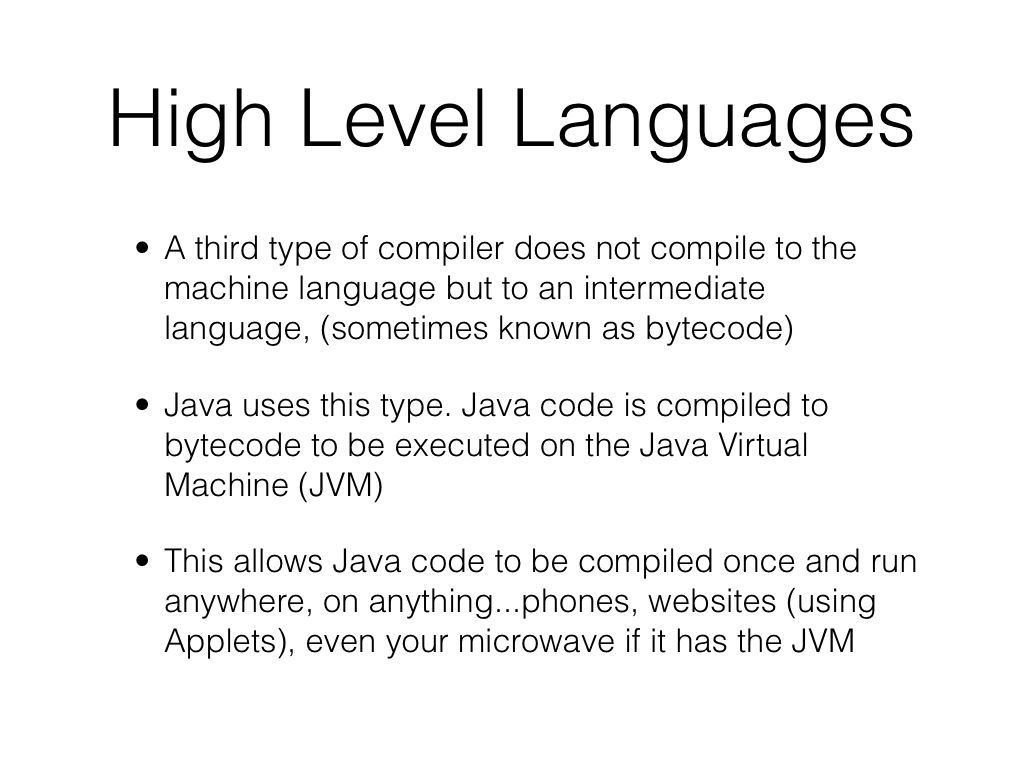 High Level Languages
• A third type of compiler does not compile to the
machine language but to an intermediate
language, (sometimes known as bytecode)
• Java uses this type. Java code is compiled to
bytecode to be executed on the Java Virtual
Machine (JVM)
• This allows Java code to be compiled once and run
anywhere, on anything...phones, websites (using
Applets), even your microwave if it has the JVM